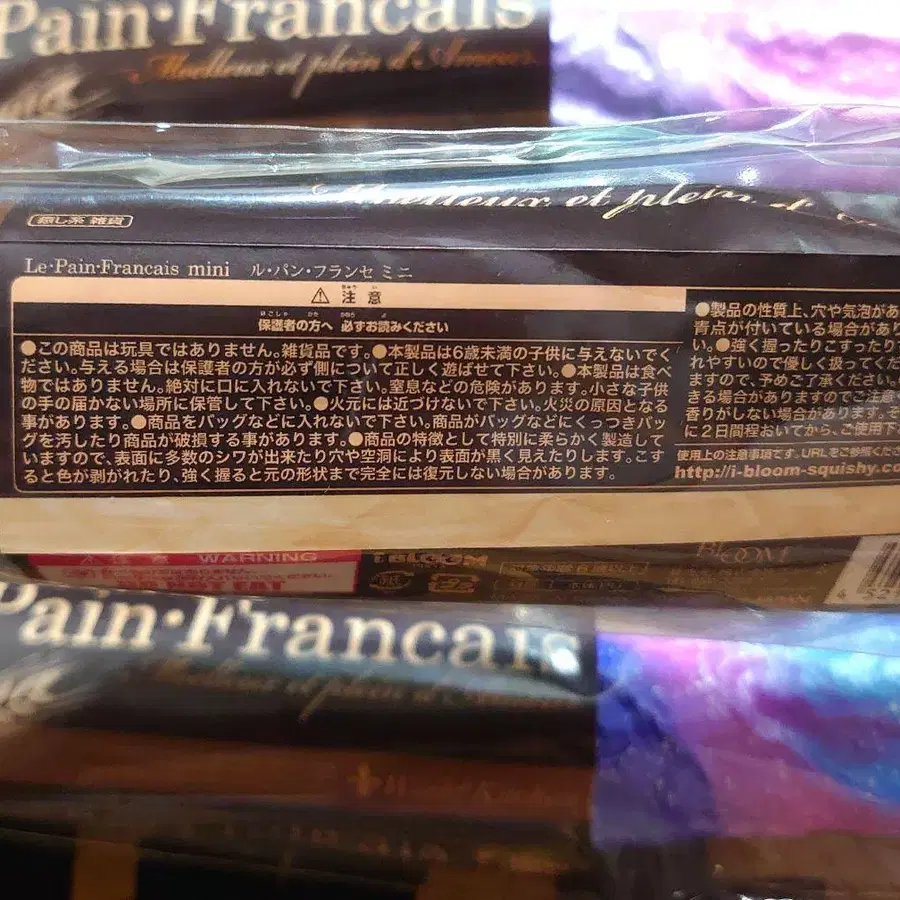 Pain·Francais
Moelleux et plein d'Amour
Moelleux et plein d
癒し系 雑貨
Le·Pain·Francais mini ル・パン・フランセ ミニ
⚠ 注意
保護者の方へ 必ずお読みください
●この商品は玩具ではありません。雑貨品です。●本製品は6歳未満の子供に与えないでく
ださい。与える場合は保護者の方が必ず側について正しく遊ばせて下さい。●本製品は食べ
物ではありません。絶対に口に入れないで下さい。窒息などの危険があります。小さな子供
の手の届かない場所に保管して下さい。●火元には近づけないで下さい。火災の原因となる
事があります。●商品をバッグなどに入れないで下さい。商品がバッグなどにくっつきバッ
グを汚したり商品が破損する事があります。●商品の特徴として特別に柔らかく製造して
いますので、表面に多数のシワが出来たり穴や空洞により表面が黒く見えたりします。こす
ると色が剥がれたり、強く握ると元の形状まで完全には復元しない場合があります。
●製品の性質上、穴や気泡があ
青点が付いている場合があり
い。●強く握ったりこすったり
れやすいので優しく扱ってくだ
ますので、予めご了承ください。
きる場合がありますのでご注意
香りがしない場合があります。そ
に2日間程おいてから、ご使用下
使用上の注意事項です。URLをご参照くださ
http://i-bloom-squishy.co
WARNING
i-BLOOM
BLOOM
Pain·Francais